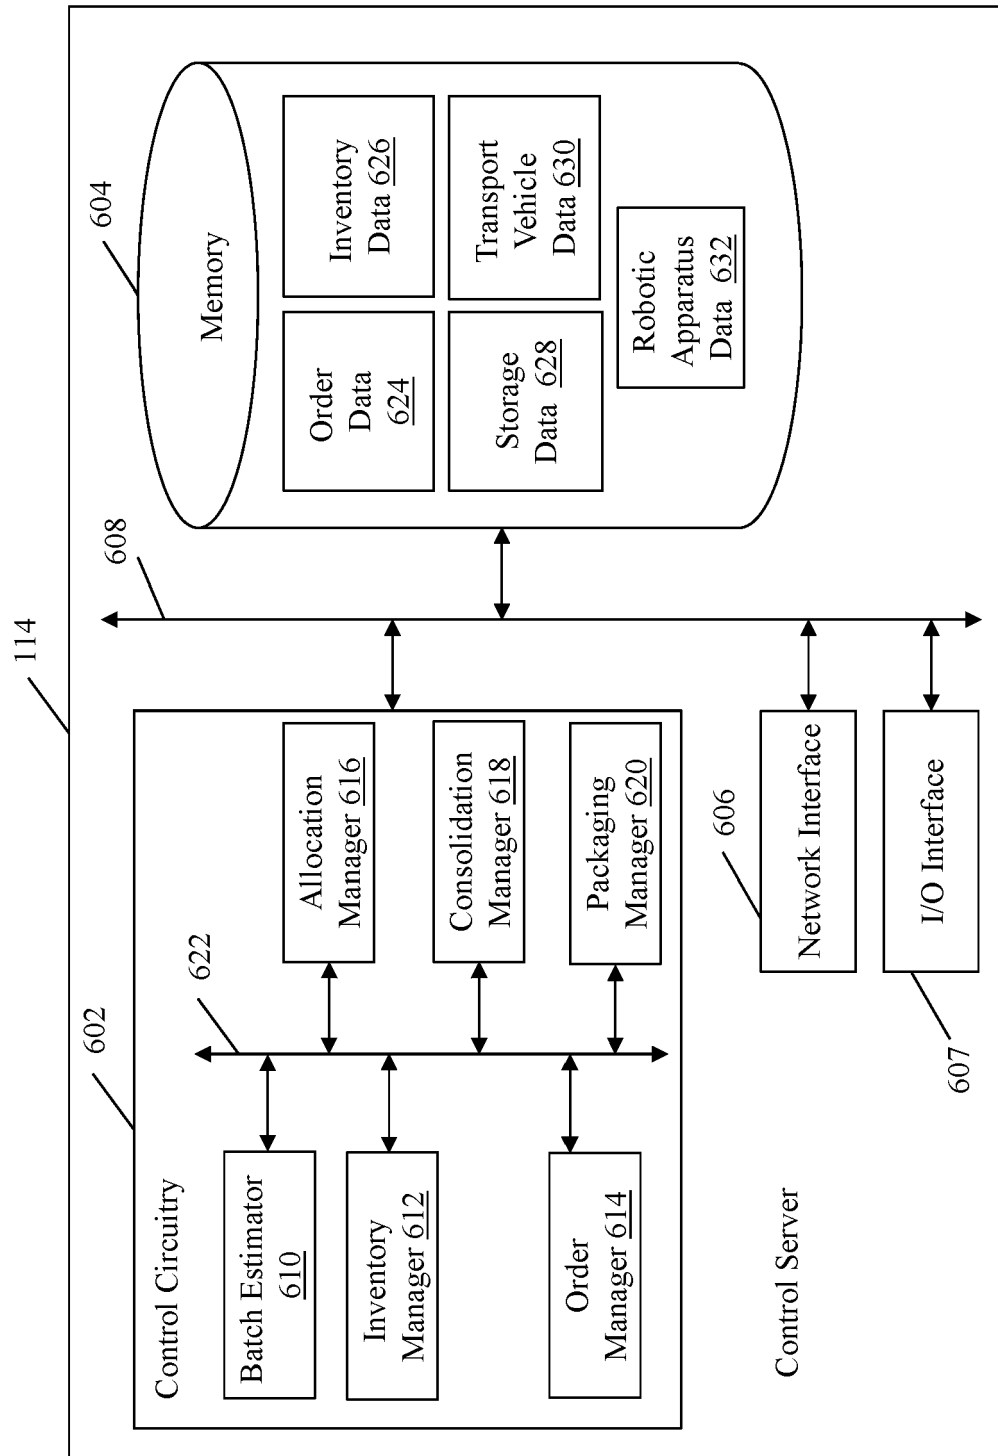 114
602
Control Circuitry
Batch Estimator
610
Inventory
Manager 612
Order
Manager 614
622
Allocation
Manager 616
Consolidation
Manager 618
Packaging
Manager 620
608
604
Memory
Order
Data
624
Inventory
Data 626
Storage
Data 628
Transport
Vehicle
Data 630
Robotic
Apparatus
Data 632
606
Network Interface
I/O Interface
607
Control Server